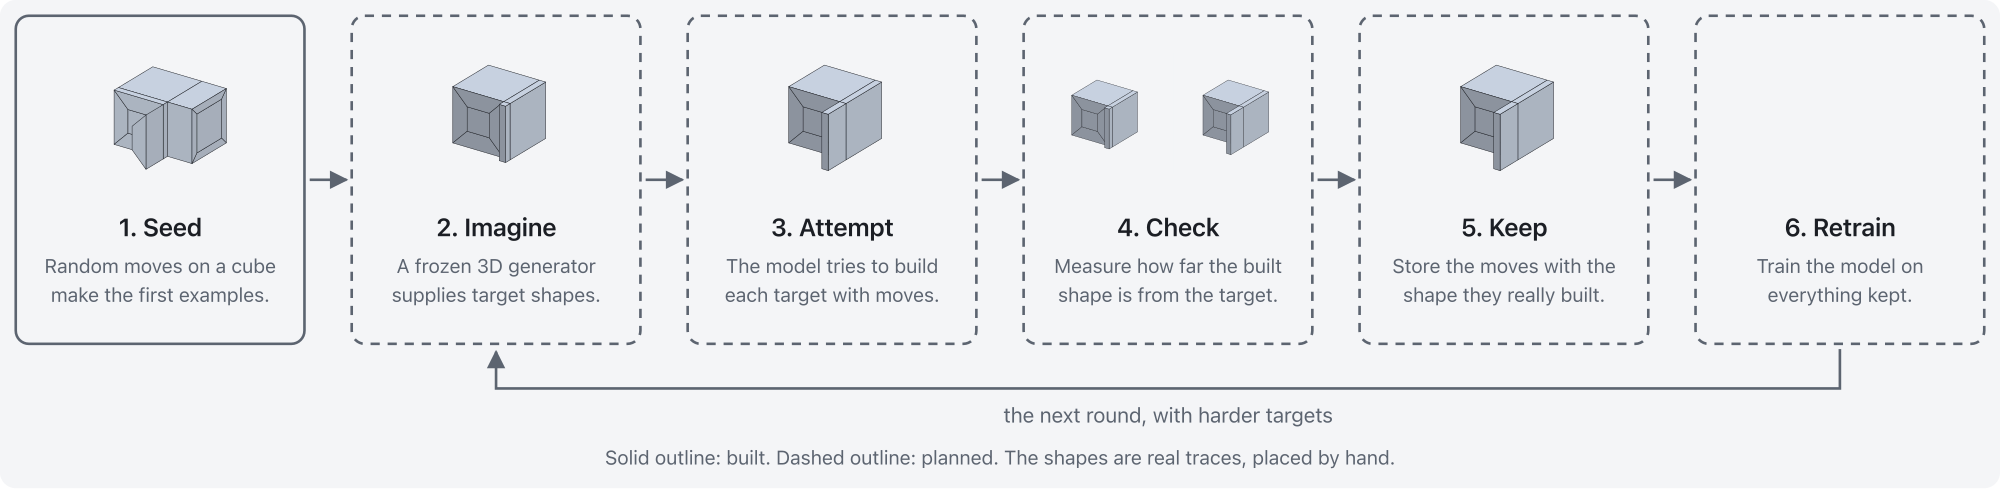 1. Seed
Random moves on a cube
make the first examples.
2. Imagine
A frozen 3D generator
supplies target shapes.
3. Attempt
The model tries to build
each target with moves.
4. Check
Measure how far the built
shape is from the target.
5. Keep
Store the moves with the
shape they really built.
6. Retrain
Train the model on
everything kept.
the next round, with harder targets
Solid outline: built. Dashed outline: planned. The shapes are real traces, placed by hand.